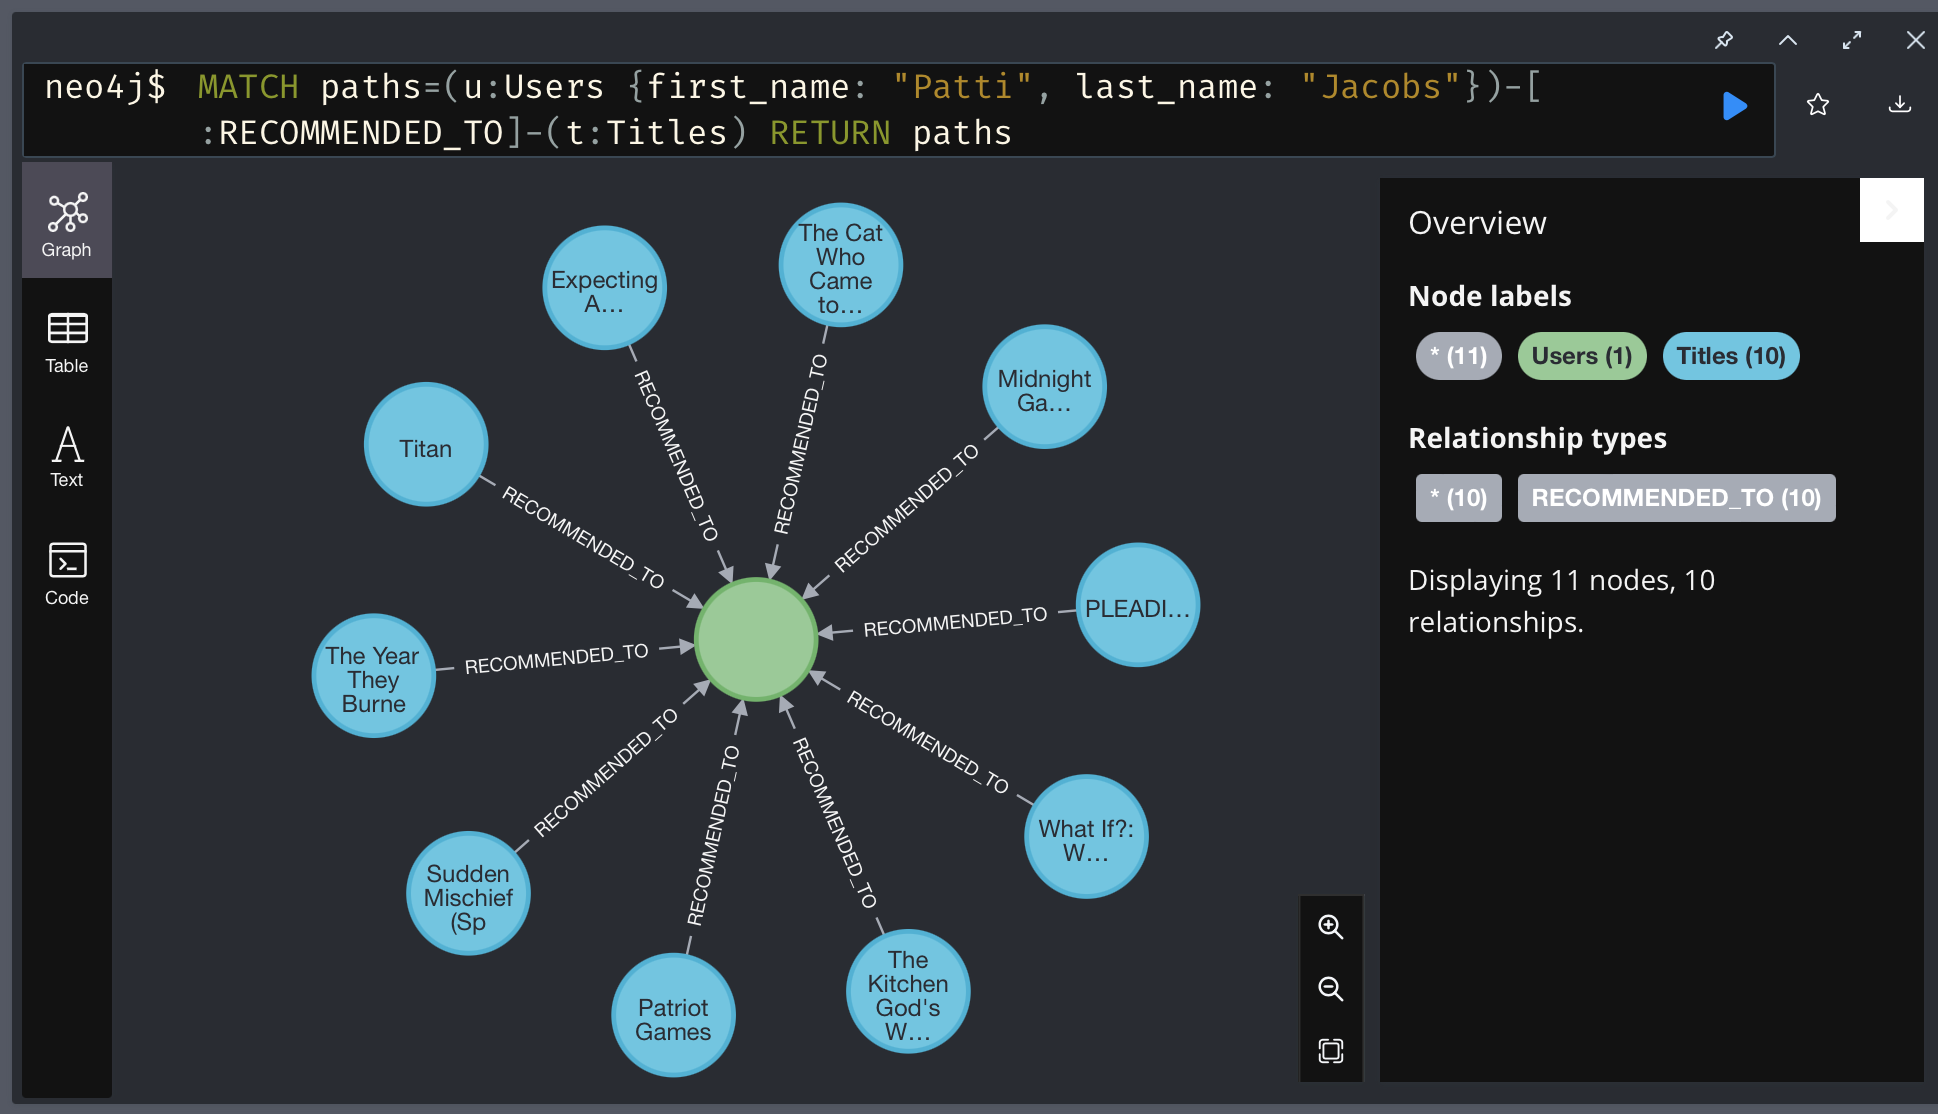 neo4j$ MATCH paths=(u:Users {first_name: "Patti", last_name: "Jacobs"})-[
:RECOMMENDED_TO]-(t:Titles) RETURN paths
Graph
Table
Text
Code
Expecting
A...
The Cat
Who
Came
to...
Midnight
Ga...
Titan
PLEADI...
The Year
They
Burne
What If?:
W...
Sudden
Mischief
(Sp
Patriot
Games
The
Kitchen
God's
W...
RECOMMENDED_TO
RECOMMENDED_TO
RECOMMENDED_TO
RECOMMENDED_TO
RECOMMENDED_TO
RECOMMENDED_TO
RECOMMENDED_TO
RECOMMENDED_TO
RECOMMENDED_TO
RECOMMENDED_TO
Overview
Node labels
* (11) Users (1) Titles (10)
Relationship types
* (10) RECOMMENDED_TO (10)
Displaying 11 nodes, 10
relationships.